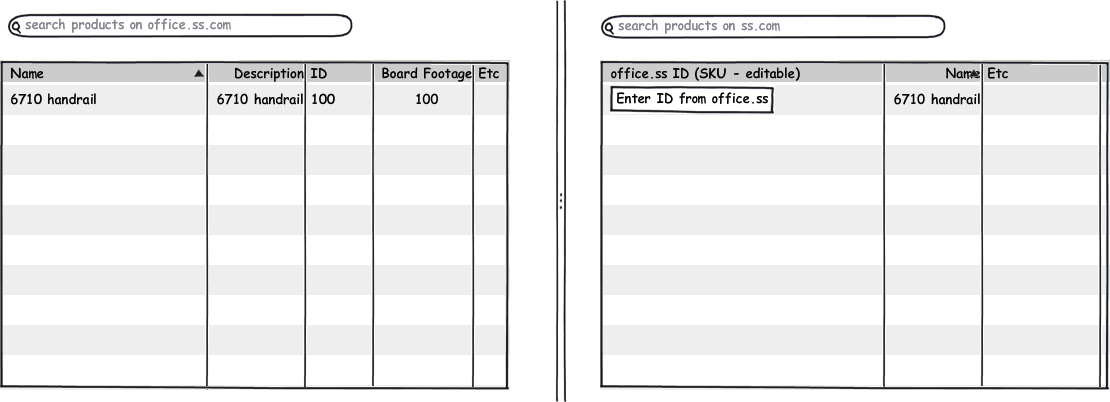 search products on office.ss.com
Name Description ID Board Footage Etc
6710 handrail 6710 handrail 100 100
search products on ss.com
office.ss ID (SKU - editable) Name Etc
Enter ID from office.ss 6710 handrail